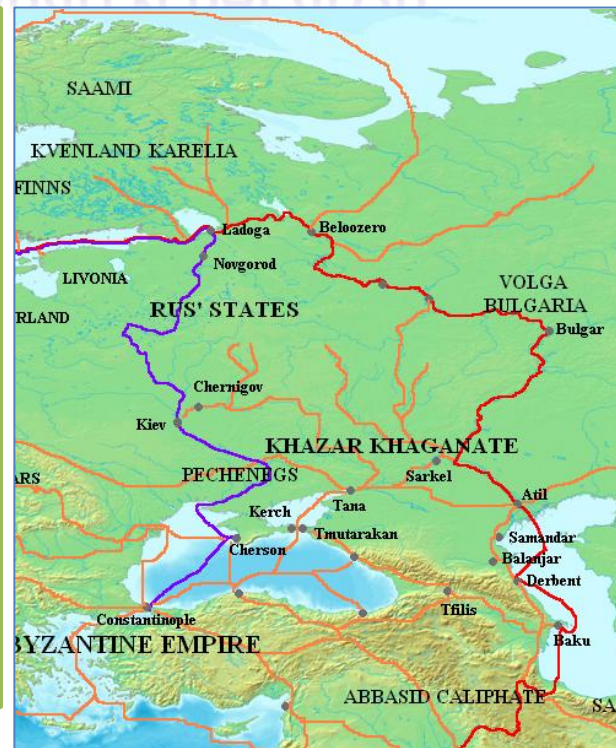 SAAMI
KVENLAND KARELIA
FINNS
Ladoga
Beloozero
Novgorod
LIVONIA
VOLGA
BULGARIA
RUS' STATES
RLAND
Bulgar
Chernigov
Kiev
KHAZAR KHAGANATE
PECHENEGS
Sarkel
ARS
Tana
Atil
Kerch
Tmutarakan
Samandar
Cherson
Balanjar
Derbent
Constantinople
Tfilis
Baku
BYZANTINE EMPIRE
ABBASID CALIPHATE
SA